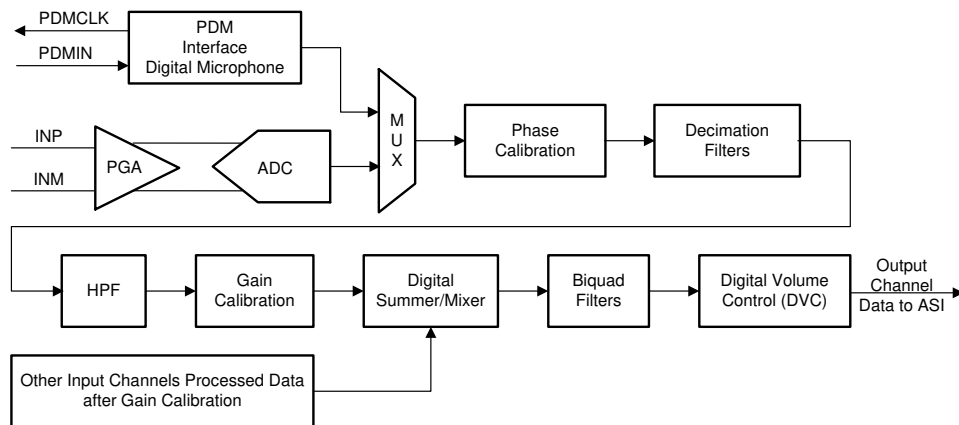 PDMCLK
PDMIN
PDM
Interface
Digital Microphone
INP
INM
PGA
ADC
M
U
X
Phase
Calibration
Decimation
Filters
HPF
Gain
Calibration
Digital
Summer/Mixer
Biquad
Filters
Digital Volume
Control (DVC)
Output
Channel
Data to ASI
Other Input Channels Processed Data
after Gain Calibration